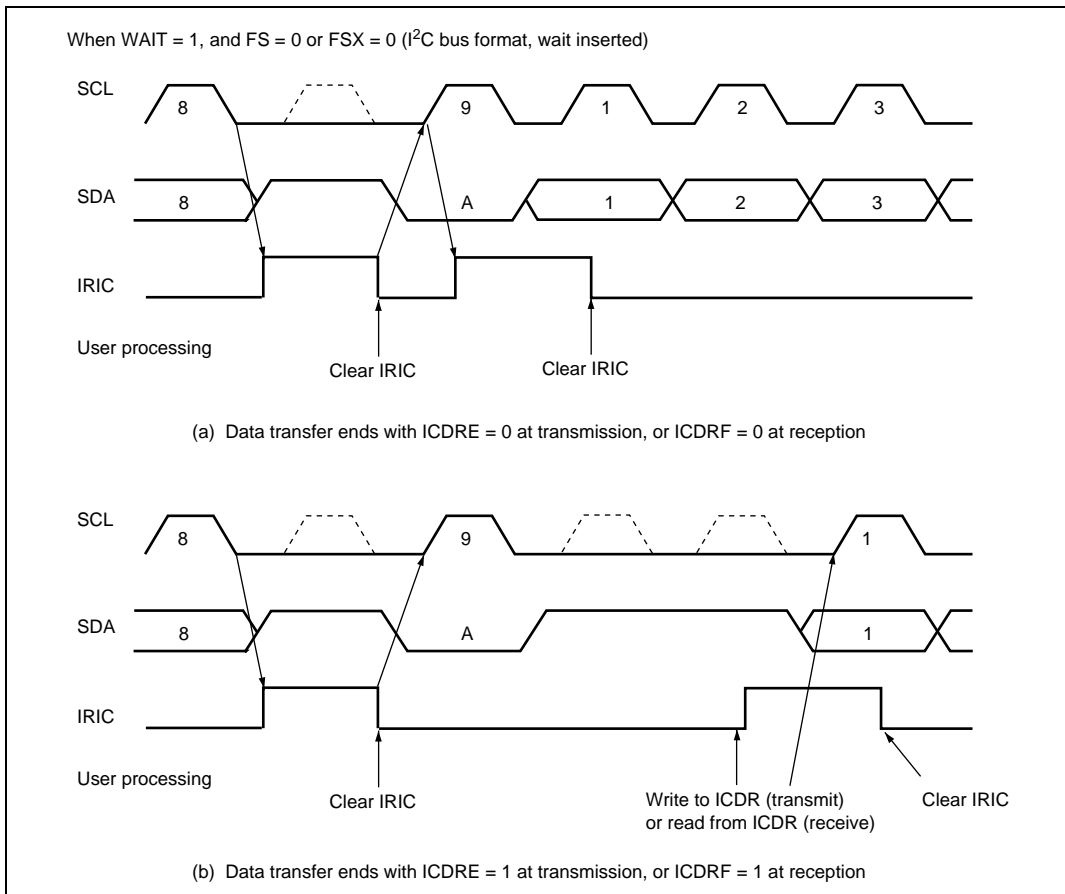 When WAIT = 1, and FS = 0 or FSX = 0 (I²C bus format, wait inserted)
SCL
8 9 1 2 3
SDA
8 A 1 2 3
IRIC
User processing
Clear IRIC Clear IRIC
(a) Data transfer ends with ICDRE = 0 at transmission, or ICDRF = 0 at reception
SCL
8 9 1
SDA
8 A 1
IRIC
User processing
Clear IRIC Write to ICDR (transmit) Clear IRIC
or read from ICDR (receive)
(b) Data transfer ends with ICDRE = 1 at transmission, or ICDRF = 1 at reception